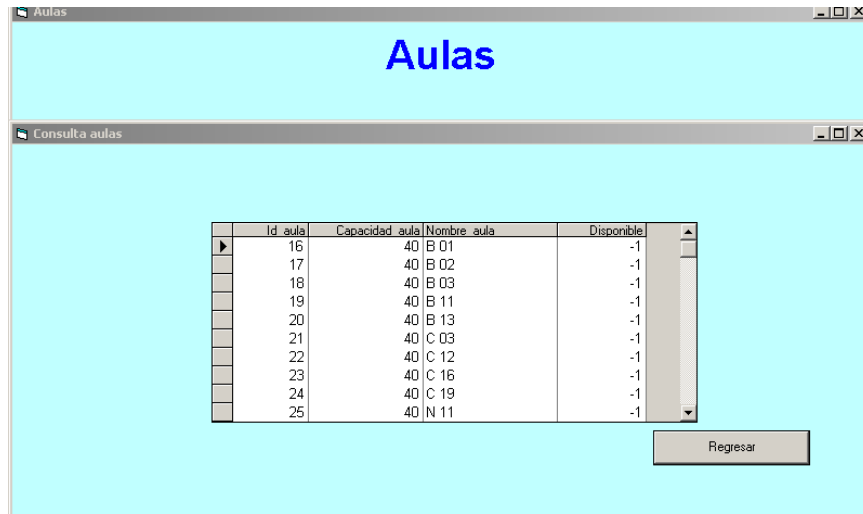 Aulas
Aulas
Consulta aulas
Id_aula Capacidad_aula Nombre_aula Disponible
16 40 B 01 -1
17 40 B 02 -1
18 40 B 03 -1
19 40 B 11 -1
20 40 B 13 -1
21 40 C 03 -1
22 40 C 12 -1
23 40 C 16 -1
24 40 C 19 -1
25 40 N 11 -1
Regresar